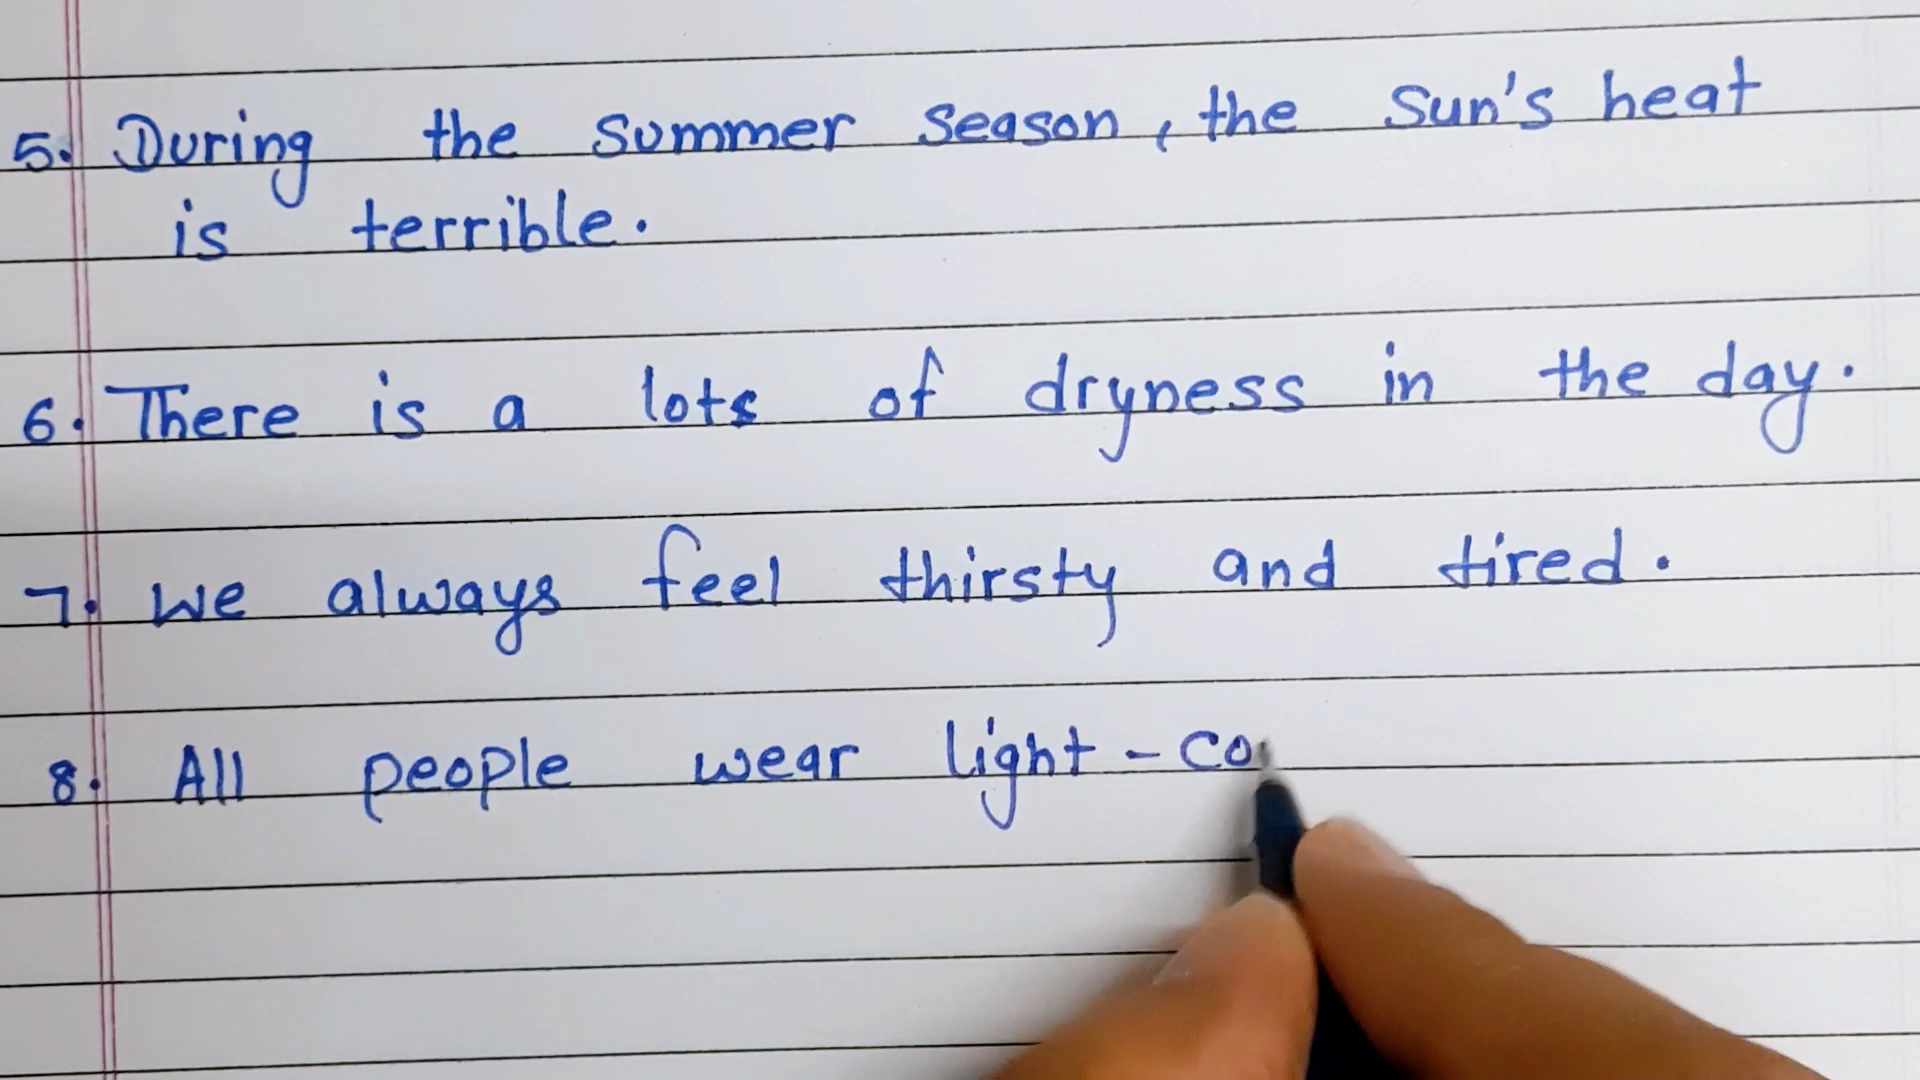 5. During the summer season, the sun's heat
is terrible.
6. There is a lots of dryness in the day.
7. We always feel thirsty and tired.
8. All people wear light-co